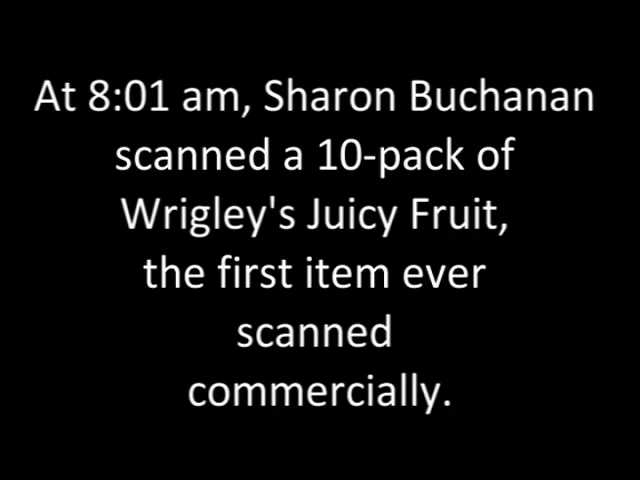 At 8:01 am, Sharon Buchanan
scanned a 10-pack of
Wrigley's Juicy Fruit,
the first item ever
scanned
commercially.